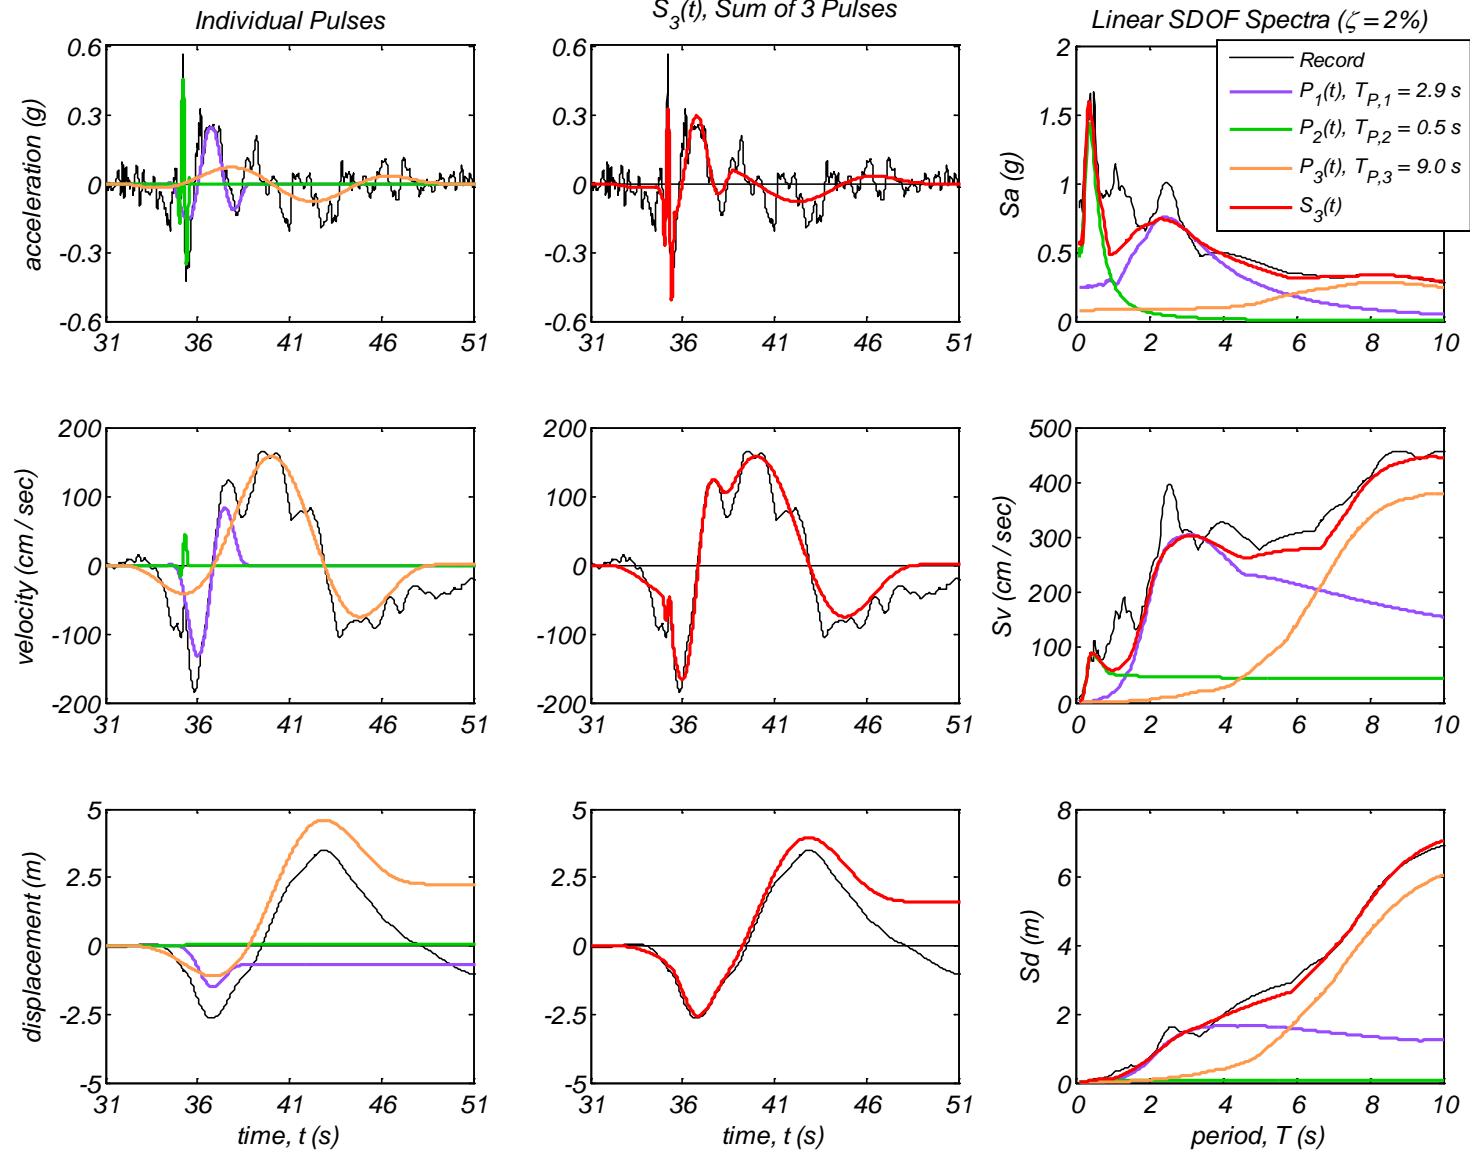 Individual Pulses
S3(t), Sum of 3 Pulses
Linear SDOF Spectra (ζ = 2%)
acceleration (g)
0.6
0.3
0
-0.3
-0.6
31 36 41 46 51
0.6
0.3
0
-0.3
-0.6
31 36 41 46 51
Sa (g)
2
1.5
1
0.5
0
0 2 4 6 8 10
Record
P1(t), TP,1 = 2.9 s
P2(t), TP,2 = 0.5 s
P3(t), TP,3 = 9.0 s
S3(t)
velocity (cm / sec)
200
100
0
-100
-200
31 36 41 46 51
200
100
0
-100
-200
31 36 41 46 51
Sv (cm / sec)
500
400
300
200
100
0
0 2 4 6 8 10
displacement (m)
5
2.5
0
-2.5
-5
31 36 41 46 51
time, t (s)
5
2.5
0
-2.5
-5
31 36 41 46 51
time, t (s)
Sd (m)
8
6
4
2
0
0 2 4 6 8 10
period, T (s)